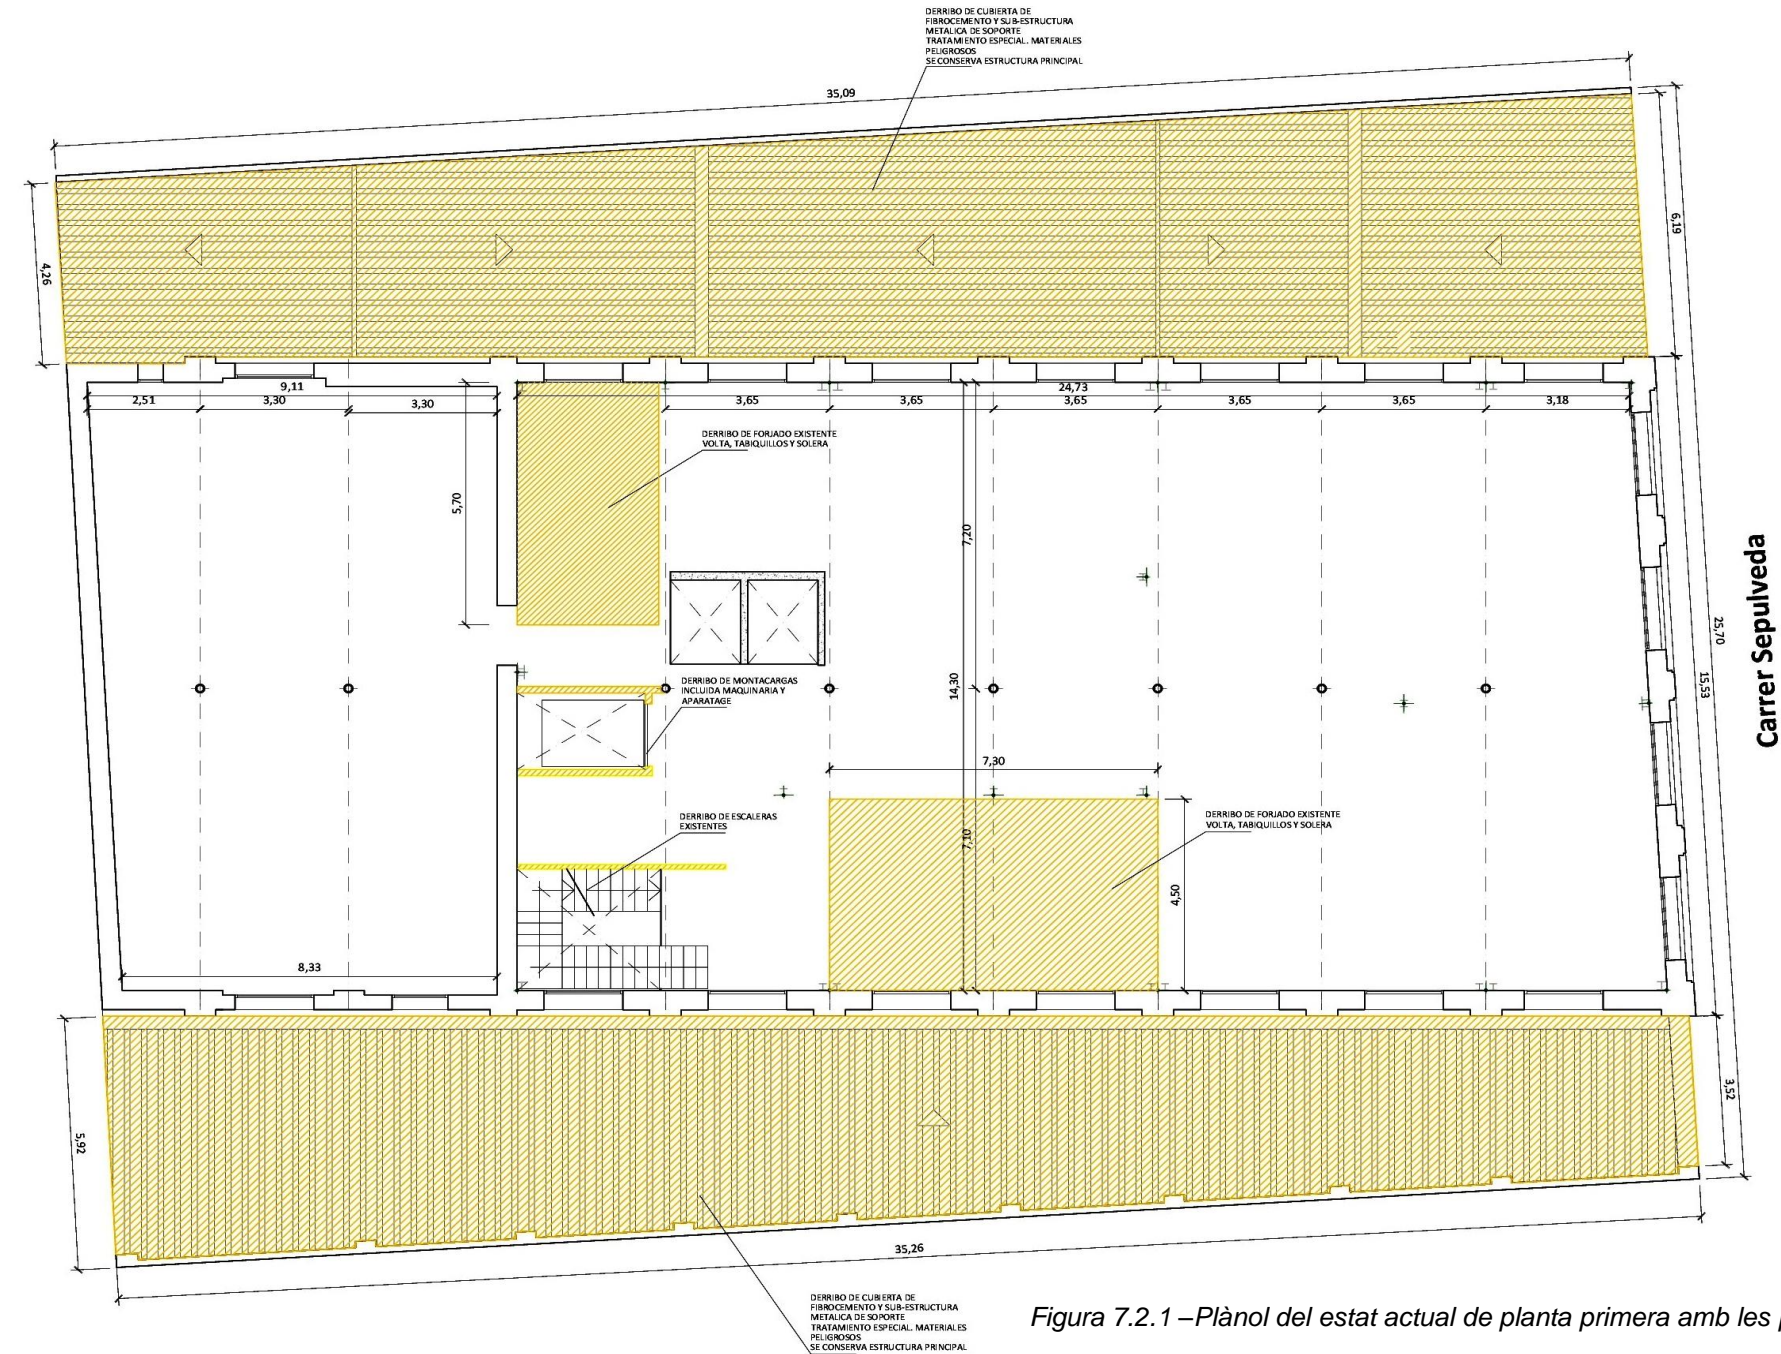 DERRIBO DE CUBIERTA DE
FIBROCEMENTO Y SUB-ESTRUCTURA
METALICA DE SOPORTE
TRATAMIENTO ESPECIAL. MATERIALES
PELIGROSOS
SE CONSERVA ESTRUCTURA PRINCIPAL
35,09
6,19
4,26
9,11
24,73
2,51
3,30
3,30
3,65
3,65
3,65
3,65
3,65
3,18
DERRIBO DE FORJADO EXISTENTE
VOLTA, TABIQUILLOS Y SOLERA
5,70
7,20
Carrer Sepulveda
25,70
15,53
14,30
DERRIBO DE MONTACARGAS
INCLUIDA MAQUINARIA Y
APARATAGE
7,30
DERRIBO DE ESCALERAS
EXISTENTES
DERRIBO DE FORJADO EXISTENTE
VOLTA, TABIQUILLOS Y SOLERA
7,10
4,50
8,33
3,52
5,92
35,26
DERRIBO DE CUBIERTA DE
FIBROCEMENTO Y SUB-ESTRUCTURA
METALICA DE SOPORTE
TRATAMIENTO ESPECIAL. MATERIALES
PELIGROSOS
SE CONSERVA ESTRUCTURA PRINCIPAL
Figura 7.2.1 –Plànol del estat actual de planta primera amb les